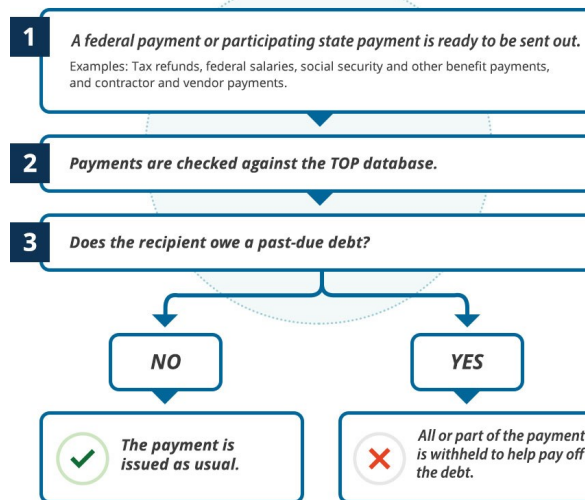 1
A federal payment or participating state payment is ready to be sent out.
Examples: Tax refunds, federal salaries, social security and other benefit payments,
and contractor and vendor payments.
2
Payments are checked against the TOP database.
3
Does the recipient owe a past-due debt?
NO
YES
The payment is
issued as usual.
All or part of the payment
is withheld to help pay off
the debt.